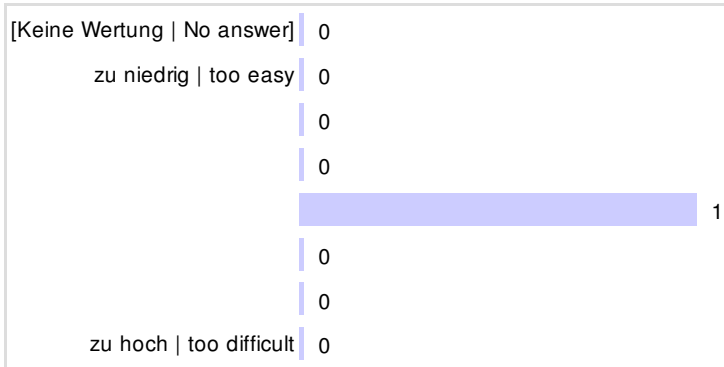 [Keine Wertung | No answer] 0
zu niedrig | too easy 0
0
0
1
0
0
zu hoch | too difficult 0